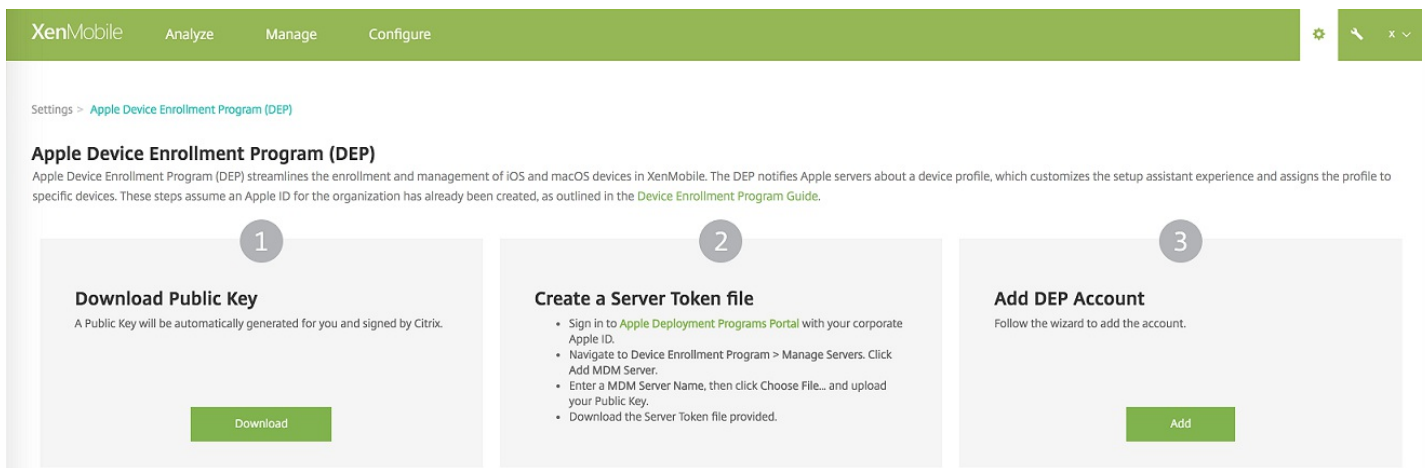 XenMobile Analyze Manage Configure x
Settings > Apple Device Enrollment Program (DEP)
Apple Device Enrollment Program (DEP)
Apple Device Enrollment Program (DEP) streamlines the enrollment and management of iOS and macOS devices in XenMobile. The DEP notifies Apple servers about a device profile, which customizes the setup assistant experience and assigns the profile to
specific devices. These steps assume an Apple ID for the organization has already been created, as outlined in the Device Enrollment Program Guide.
1
Download Public Key
A Public Key will be automatically generated for you and signed by Citrix.
Download
2
Create a Server Token file
• Sign in to Apple Deployment Programs Portal with your corporate
Apple ID.
• Navigate to Device Enrollment Program > Manage Servers. Click
Add MDM Server.
• Enter a MDM Server Name, then click Choose File... and upload
your Public Key.
• Download the Server Token file provided.
3
Add DEP Account
Follow the wizard to add the account.
Add